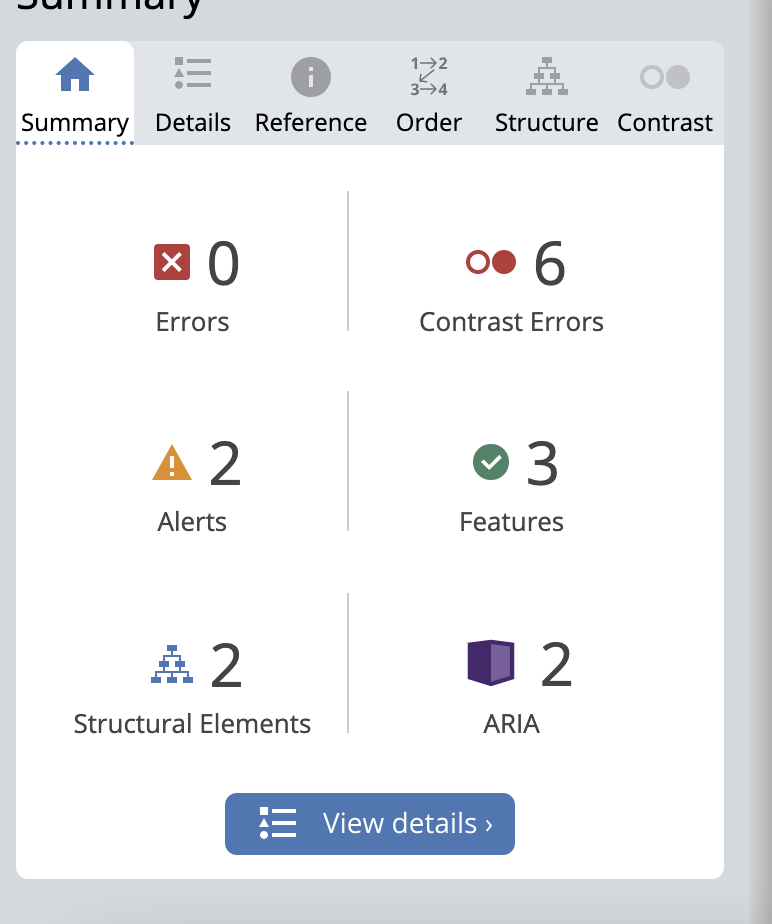 Summary
Summary Details Reference Order Structure Contrast
1→2
3→4
0
Errors
6
Contrast Errors
2
Alerts
3
Features
2
Structural Elements
2
ARIA
View details ›